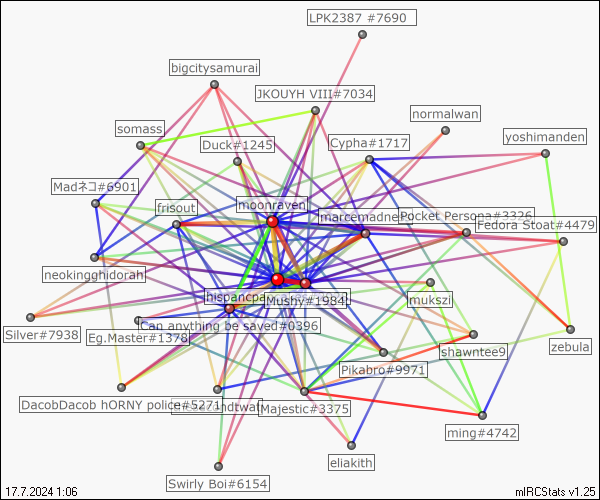 LPK2387 #7690
bigcitysamurai
JKOUYH VIII#7034
normalwan
somass
yoshimanden
Duck#1245
Cypha#1717
Madネコ#6901
moonraven
frisout
marcemadne
Pocket Persona#3326
Fedora Stoat#4479
neokingghidorah
hispancpa
Mushy#1984
mukszi
Silver#7938
Can anything be saved#0396
Eg.Master#1378
shawntee9
zebula
Pikabro#9971
DacobDacob hORNY police#5271
ndtwaf
Majestic#3375
ming#4742
eliakith
Swirly Boi#6154
17.7.2024 1:06
mIRCStats v1.25